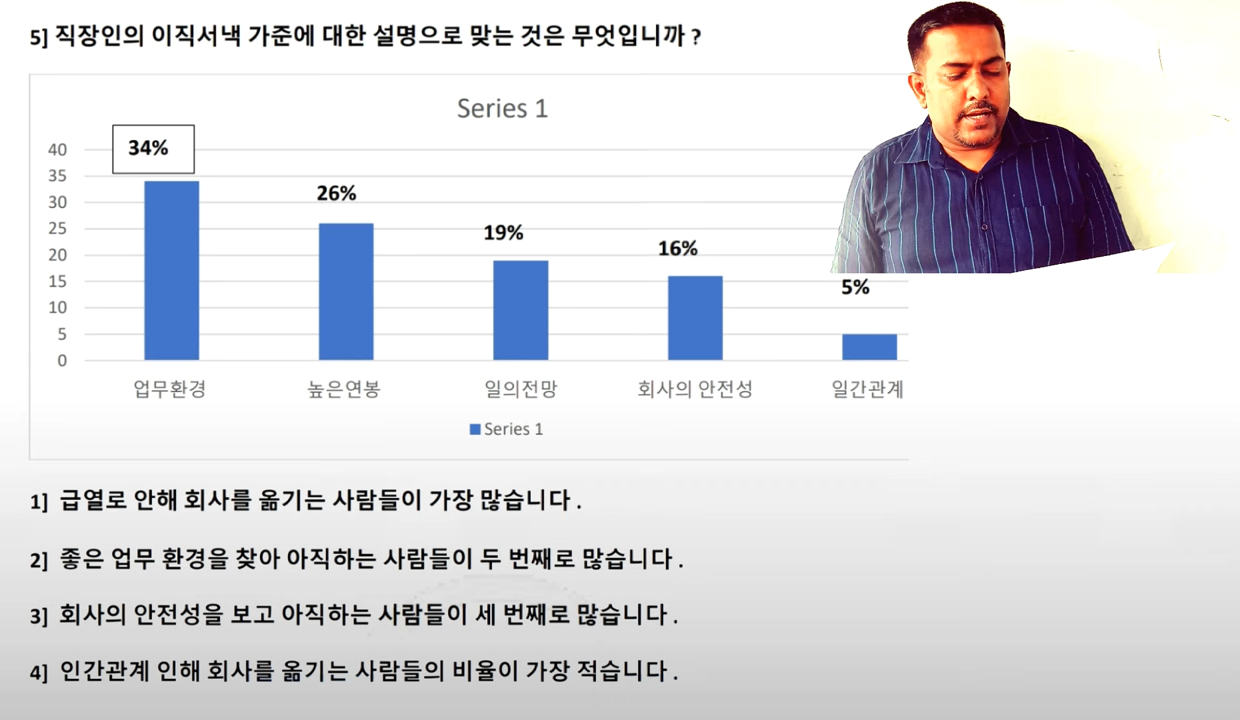 5] 직장인의 이직서낵 가준에 대한 설명으로 맞는 것은 무엇입니까 ?
Series 1
40
35
30
25
20
15
10
5
0
34%
26%
19%
16%
5%
업무환경
높은연봉
일의전망
회사의 안전성
일간관계
Series 1
1] 급열로 안해 회사를 옮기는 사람들이 가장 많습니다 .
2] 좋은 업무 환경을 찾아 아직하는 사람들이 두 번째로 많습니다 .
3] 회사의 안전성을 보고 아직하는 사람들이 세 번째로 많습니다 .
4] 인간관계 인해 회사를 옮기는 사람들의 비율이 가장 적습니다 .